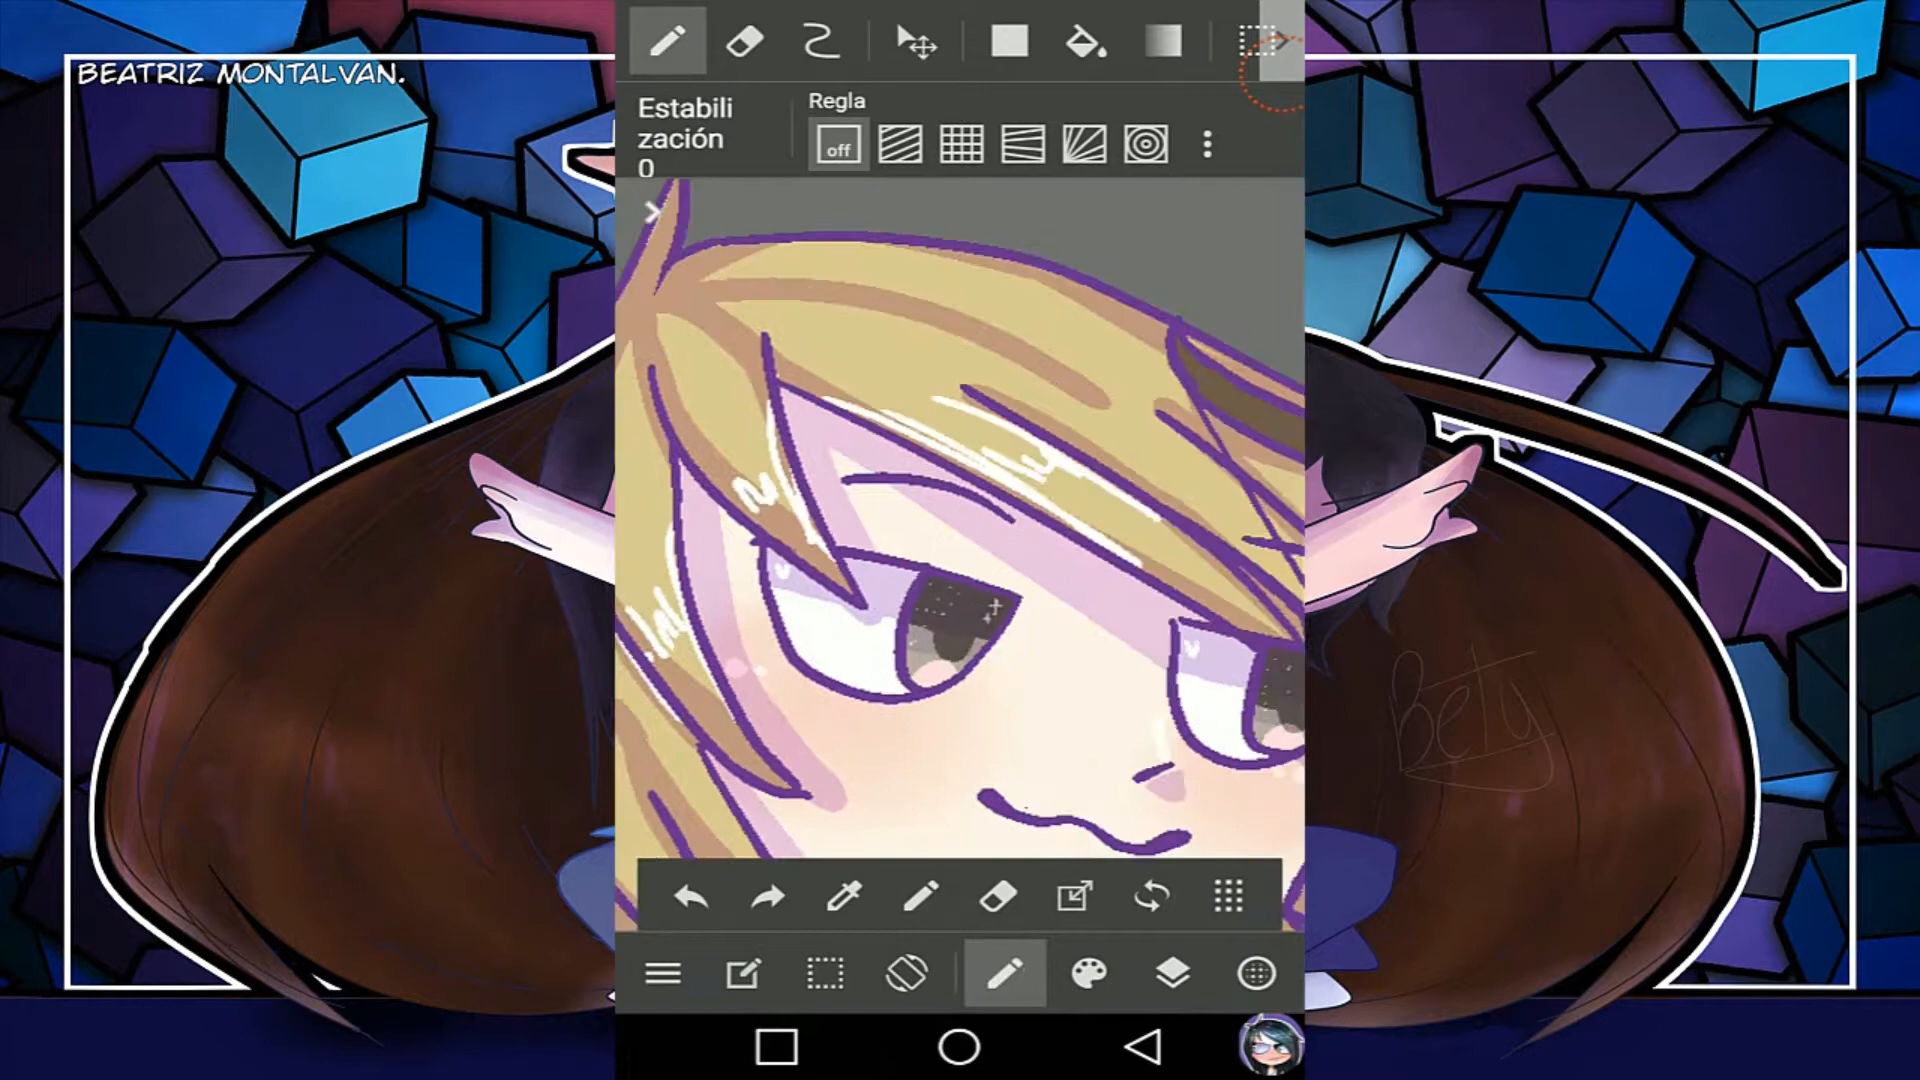 BEATRIZ MONTALVAN.
Estabili
zación
0
Regla
off
Bety